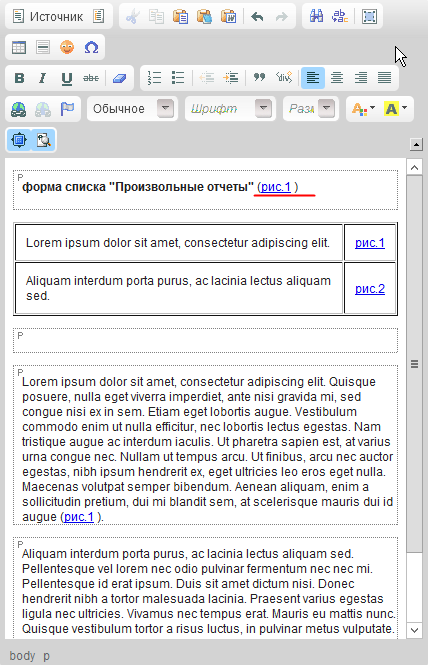 Источник
B I U abc
Обычное Шрифт Разм
A A
P
форма списка "Произвольные отчеты" (рис.1 )
Lorem ipsum dolor sit amet, consectetur adipiscing elit. рис.1
Aliquam interdum porta purus, ac lacinia lectus aliquam
sed. рис.2
P
P
Lorem ipsum dolor sit amet, consectetur adipiscing elit. Quisque
posuere, nulla eget viverra imperdiet, ante nisi gravida mi, sed
congue nisi ex in sem. Etiam eget lobortis augue. Vestibulum
commodo enim ut nulla efficitur, nec lobortis lectus egestas. Nam
tristique augue ac interdum iaculis. Ut pharetra sapien est, at varius
urna congue nec. Nullam ut tempus arcu. Ut finibus, arcu nec auctor
egestas, nibh ipsum hendrerit ex, eget ultricies leo eros eget nulla.
Maecenas volutpat semper bibendum. Aenean aliquam, enim a
sollicitudin pretium, dui mi blandit sem, at scelerisque mauris dui id
augue (рис.1 ).
P
Aliquam interdum porta purus, ac lacinia lectus aliquam sed.
Pellentesque vel lorem nec odio pulvinar fermentum nec nec mi.
Pellentesque id erat ipsum. Duis sit amet dictum nisi. Donec
hendrerit nibh a tortor malesuada lacinia. Praesent varius egestas
ligula nec ultricies. Vivamus nec tempus erat. Mauris eu mattis nunc.
Quisque vestibulum tortor a risus luctus, in pulvinar metus vulputate.
body p